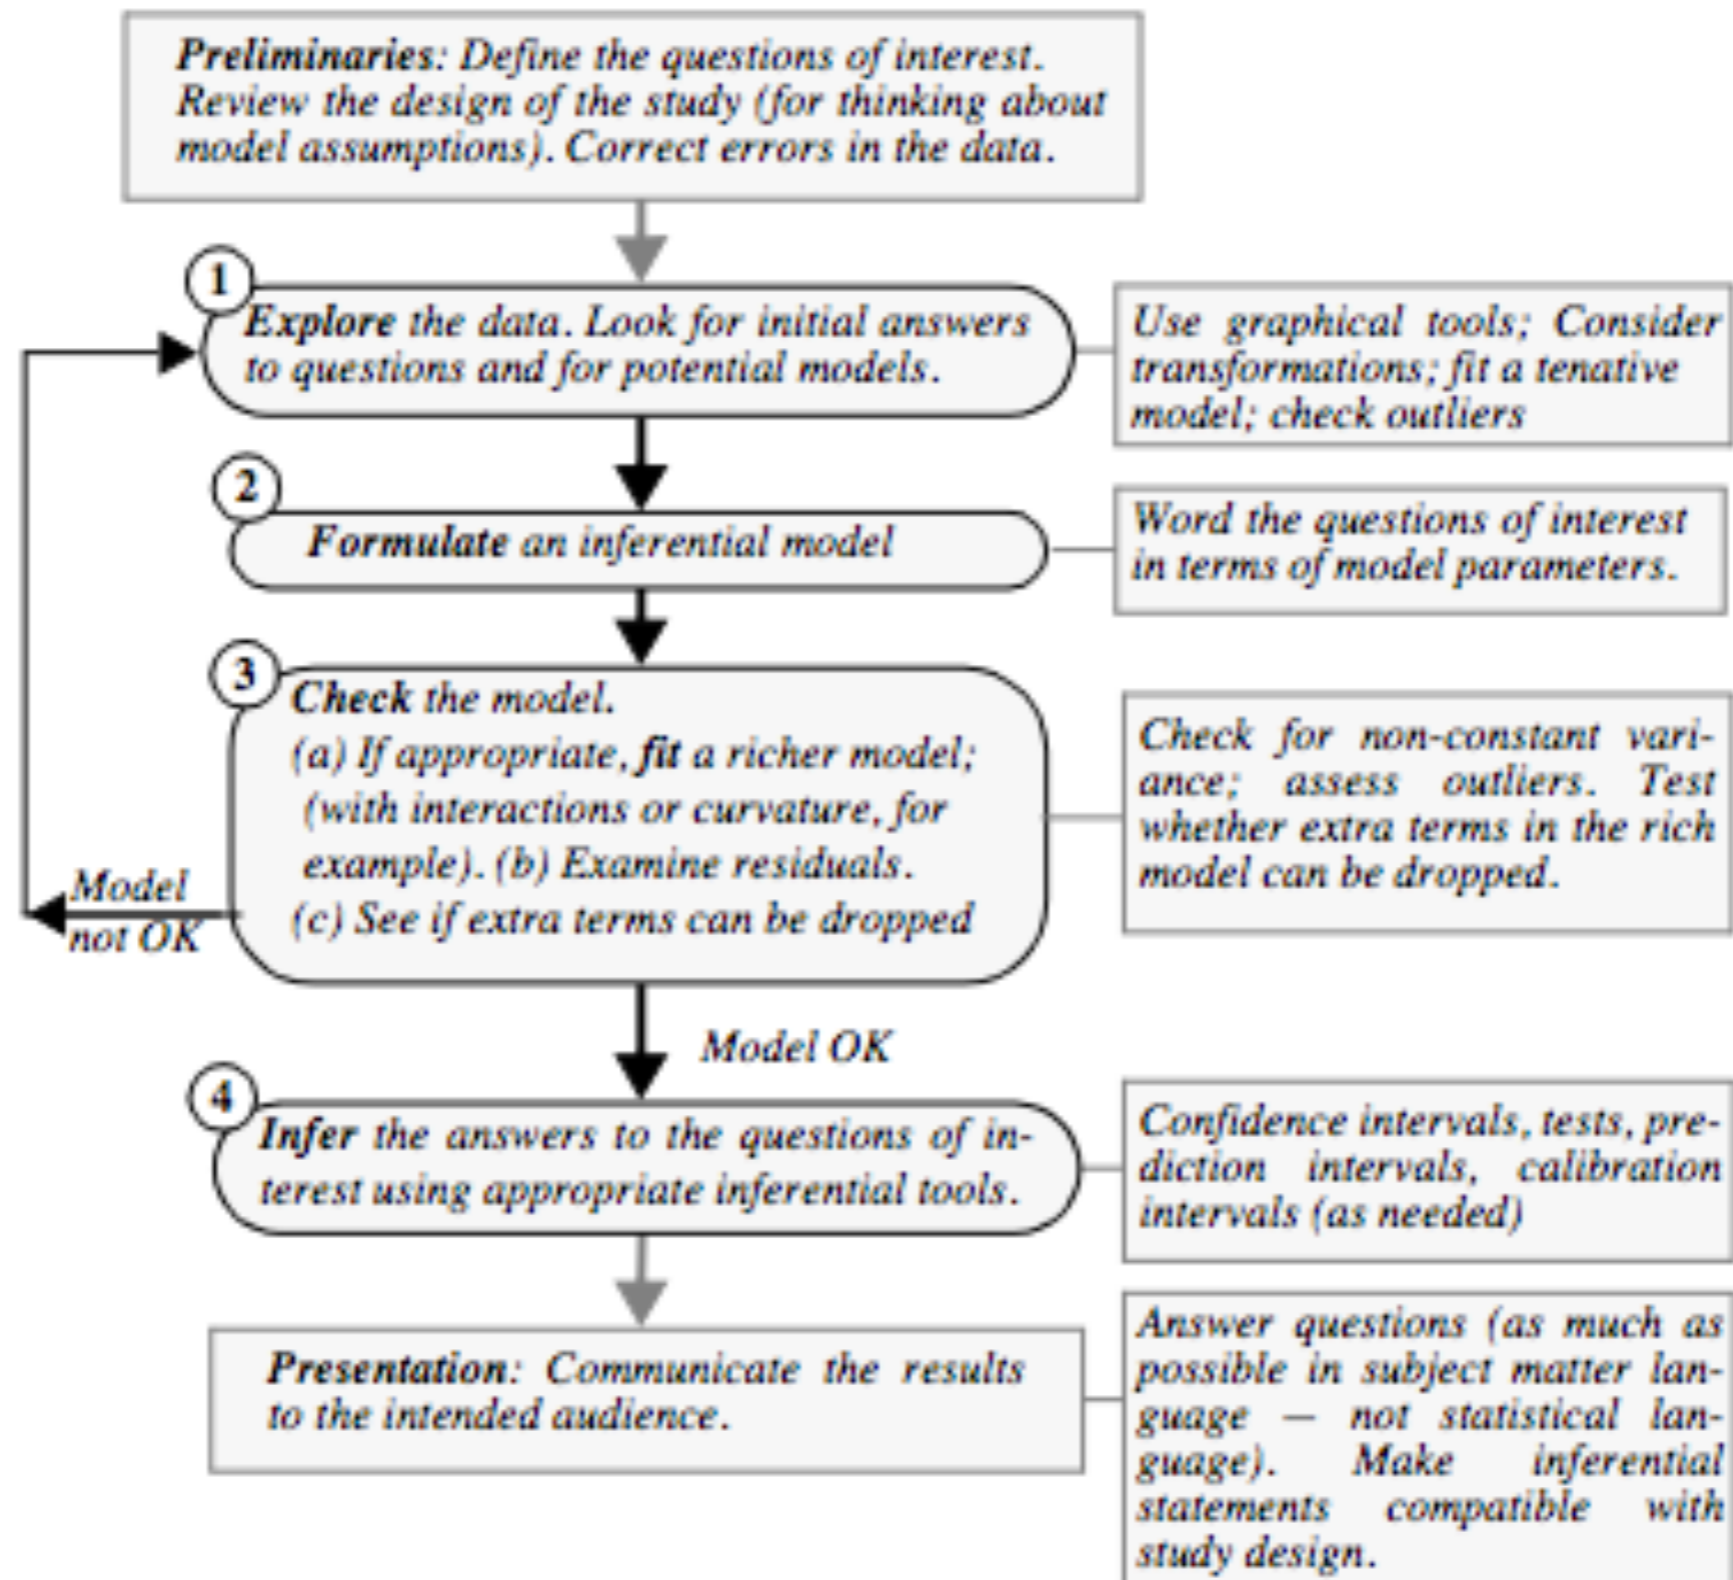 Preliminaries: Define the questions of interest.
Review the design of the study (for thinking about
model assumptions). Correct errors in the data.
1
Explore the data. Look for initial answers
to questions and for potential models.
Use graphical tools; Consider
transformations; fit a tenative
model; check outliers
2
Formulate an inferential model
Word the questions of interest
in terms of model parameters.
3
Check the model.
(a) If appropriate, fit a richer model;
(with interactions or curvature, for
example). (b) Examine residuals.
(c) See if extra terms can be dropped
Check for non-constant vari-
ance; assess outliers. Test
whether extra terms in the rich
model can be dropped.
Model
not OK
Model OK
4
Infer the answers to the questions of in-
terest using appropriate inferential tools.
Confidence intervals, tests, pre-
diction intervals, calibration
intervals (as needed)
Presentation: Communicate the results
to the intended audience.
Answer questions (as much as
possible in subject matter lan-
guage — not statistical lan-
guage). Make inferential
statements compatible with
study design.